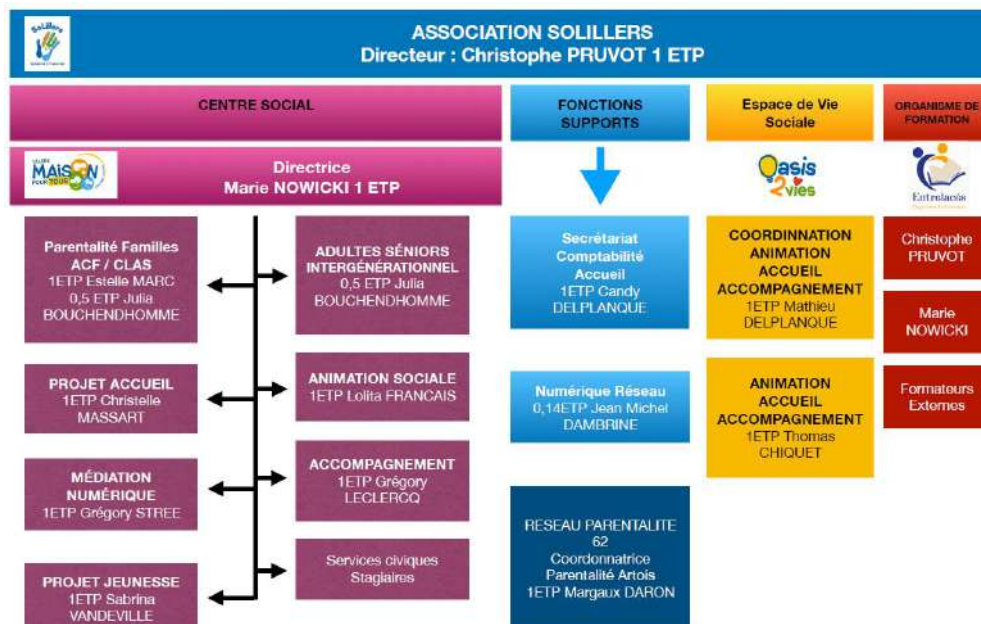 SoLillers
ASSOCIATION SOLILLERS
Directeur : Christophe PRUVOT 1 ETP
CENTRE SOCIAL
FONCTIONS
SUPPORTS
Espace de Vie
Sociale
ORGANISME DE
FORMATION
MAISON
POUR TOUS
Directrice
Marie NOWICKI 1 ETP
Oasis
2vies
Entrelacés
Parentalité Familles
ACF / CLAS
1ETP Estelle MARC
0,5 ETP Julia
BOUCHENDHOMME
ADULTES SÉNIORS
INTERGÉNÉRATIONNEL
0,5 ETP Julia
BOUCHENDHOMME
Secrétariat
Comptabilité
Accueil
1ETP Candy
DELPLANQUE
COORDINNATION
ANIMATION
ACCUEIL
ACCOMPAGNEMENT
1ETP Mathieu
DELPLANQUE
Christophe
PRUVOT
Marie
NOWICKI
PROJET ACCUEIL
1ETP Christelle
MASSART
ANIMATION SOCIALE
1ETP Lolita FRANCAIS
Numérique Réseau
0,14ETP Jean Michel
DAMBRINE
ANIMATION
ACCUEIL
ACCOMPAGNEMENT
1ETP Thomas
CHIQUET
Formateurs
Externes
MÉDIATION
NUMÉRIQUE
1ETP Grégory STREE
ACCOMPAGNEMENT
1ETP Grégory
LECLERCQ
RESEAU PARENTALITE
62
Coordonnatrice
Parentalité Artois
1ETP Margaux DARON
PROJET JEUNESSE
1ETP Sabrina
VANDEVILLE
Services civiques
Stagiaires